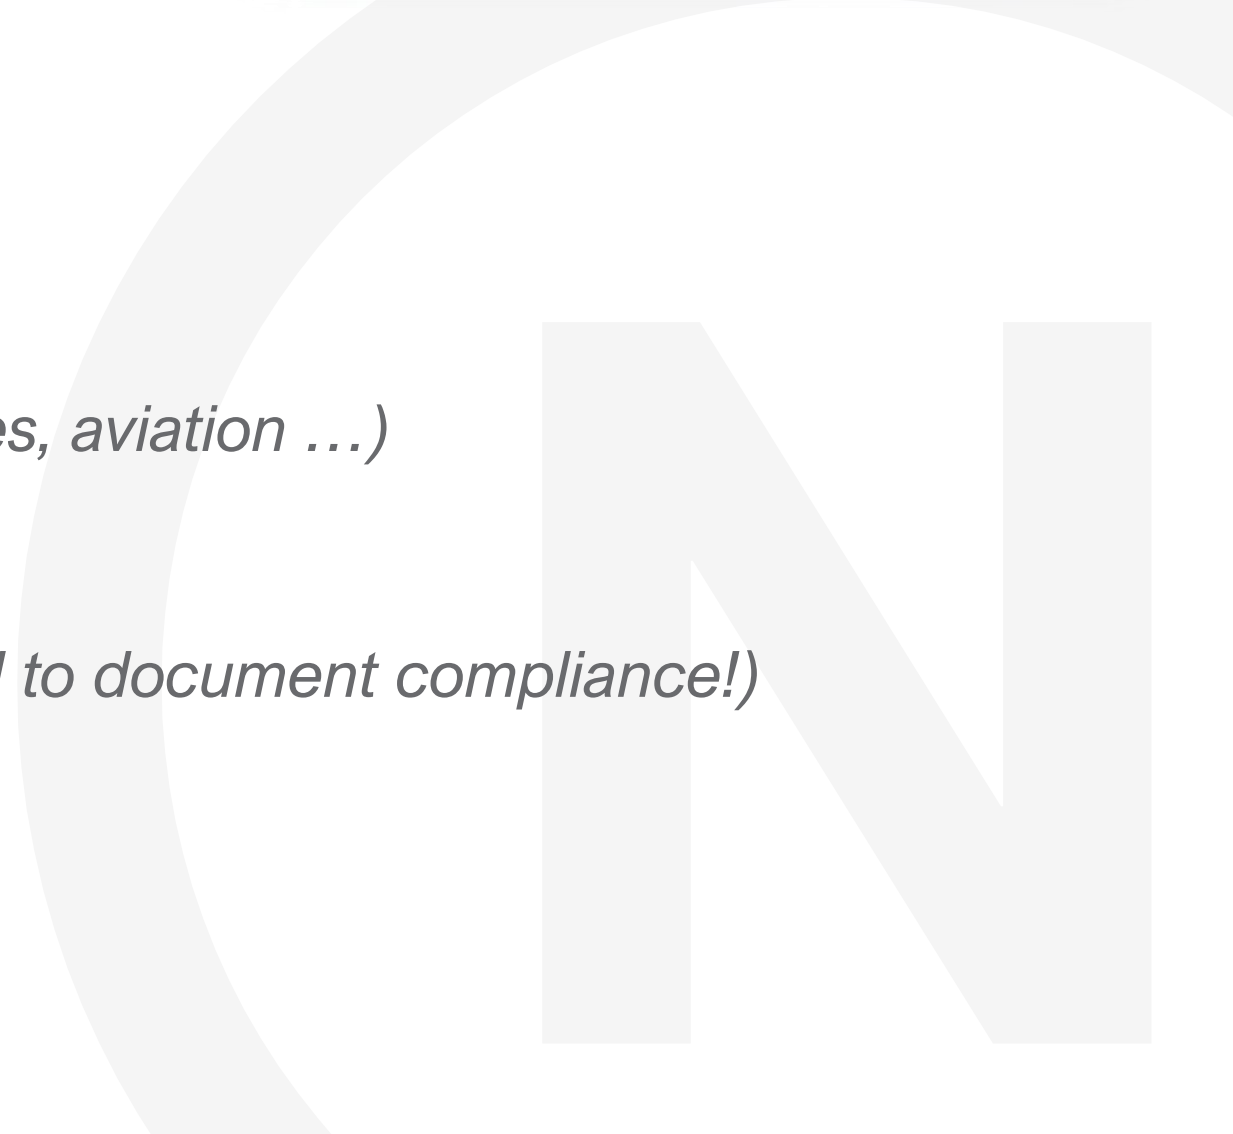 es, aviation …)
to document compliance!)
N